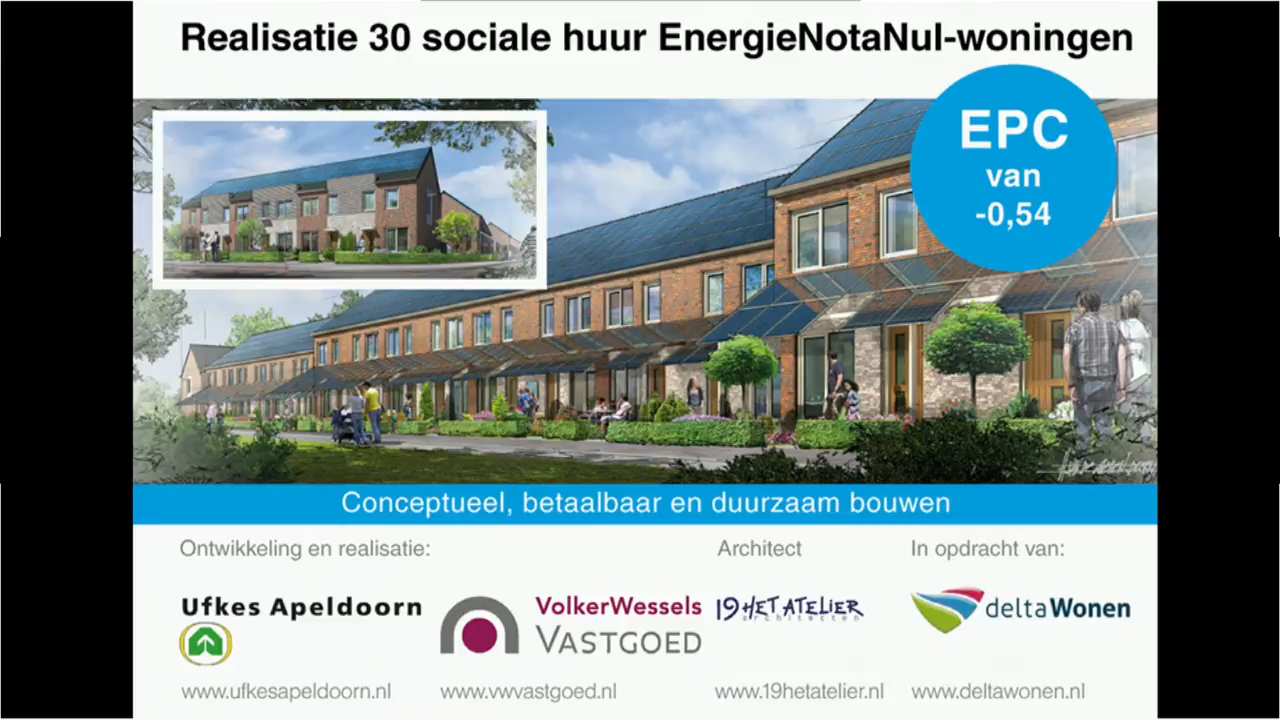 Realisatie 30 sociale huur EnergieNotaNul-woningen
EPC
van
-0,54
Conceptueel, betaalbaar en duurzaam bouwen
Ontwikkeling en realisatie:
Architect
In opdracht van:
Ufkes Apeldoorn
VolkerWessels
VASTGOED
19 HET ATELIER
architecten
deltaWonen
www.ufkesapeldoorn.nl
www.vwvastgoed.nl
www.19hetatelier.nl
www.deltawonen.nl